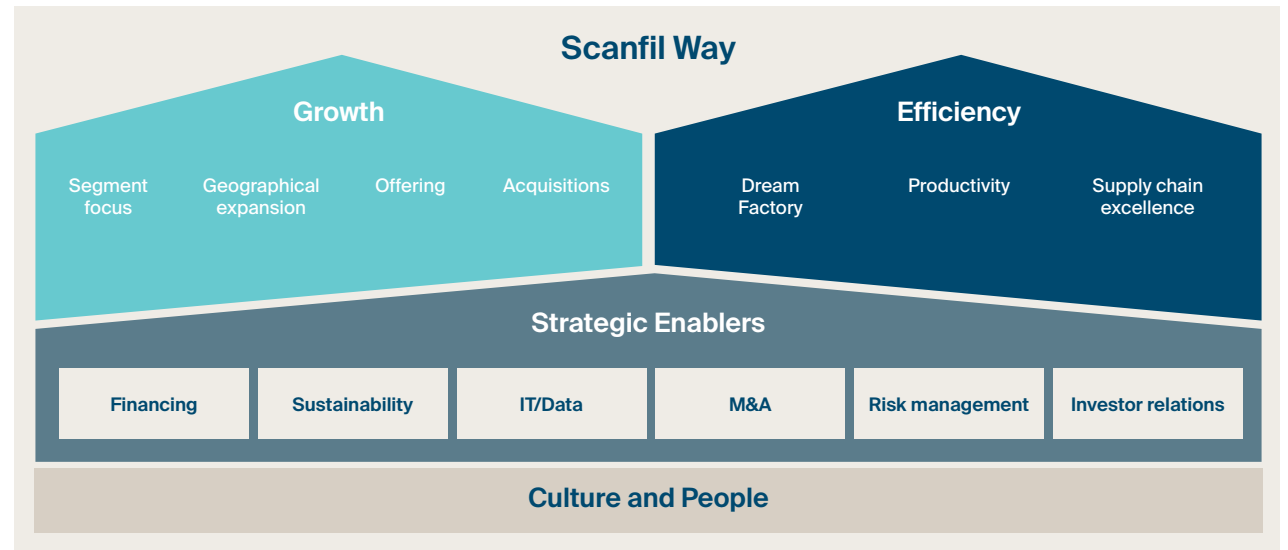 Scanfil Way
Growth
Segment
focus
Geographical
expansion
Offering
Acquisitions
Efficiency
Dream
Factory
Productivity
Supply chain
excellence
Strategic Enablers
Financing
Sustainability
IT/Data
M&A
Risk management
Investor relations
Culture and People